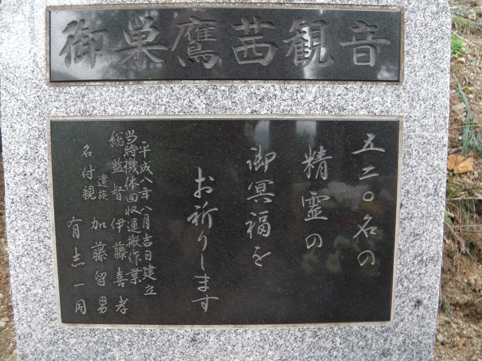 御巣鷹茜観音
五二〇名の
精霊の
御冥福を
お祈りします
平成八年八月吉日建立
当時機体回収運搬作業
総監督 伊藤喜孝
遺族 加藤留男
名付親 有志一同